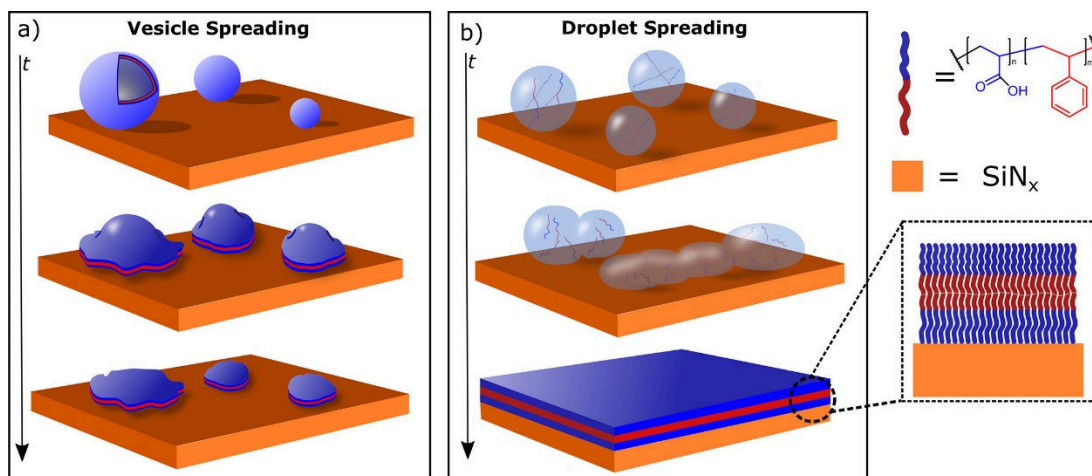 a) Vesicle Spreading
t
b) Droplet Spreading
t
= n m
O OH
= SiNx